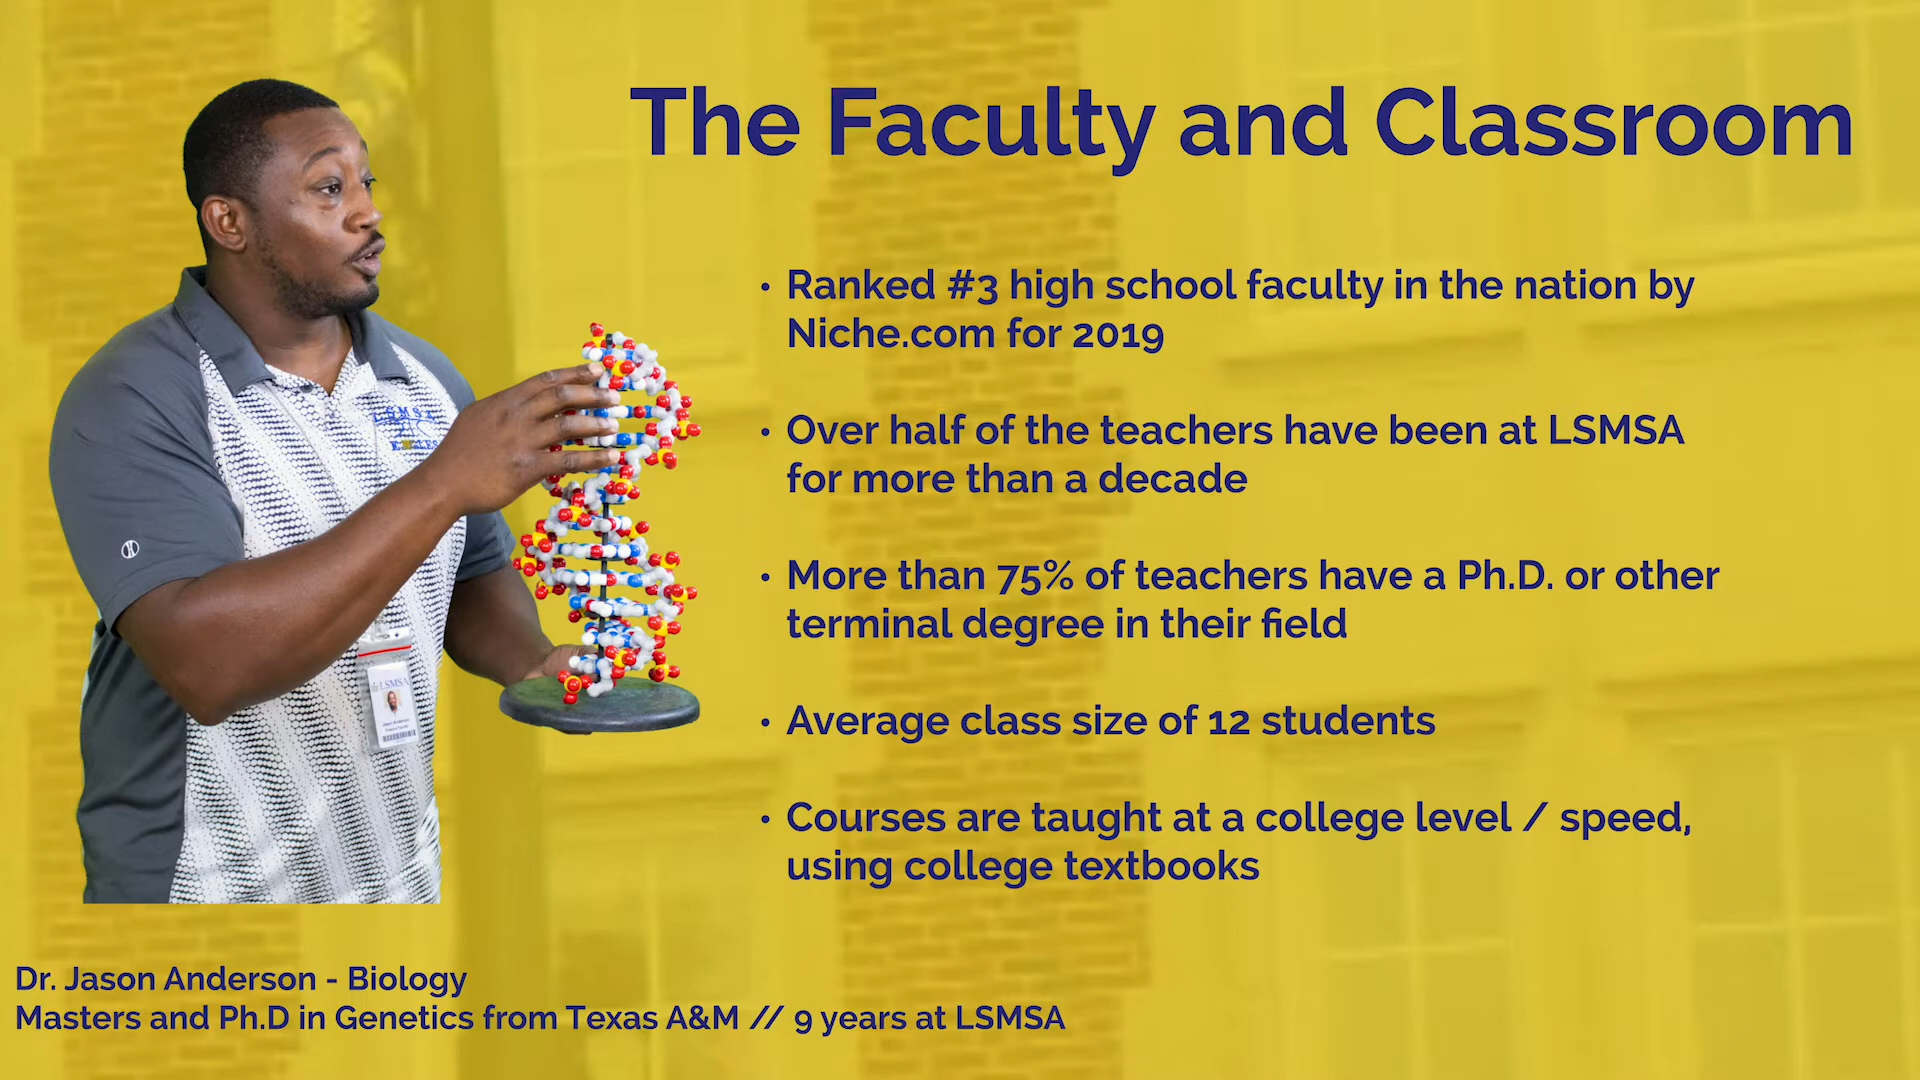 The Faculty and Classroom
• Ranked #3 high school faculty in the nation by
Niche.com for 2019
• Over half of the teachers have been at LSMSA
for more than a decade
• More than 75% of teachers have a Ph.D. or other
terminal degree in their field
• Average class size of 12 students
• Courses are taught at a college level / speed,
using college textbooks
LSMSA
Dr. Jason Anderson - Biology
Masters and Ph.D in Genetics from Texas A&M // 9 years at LSMSA